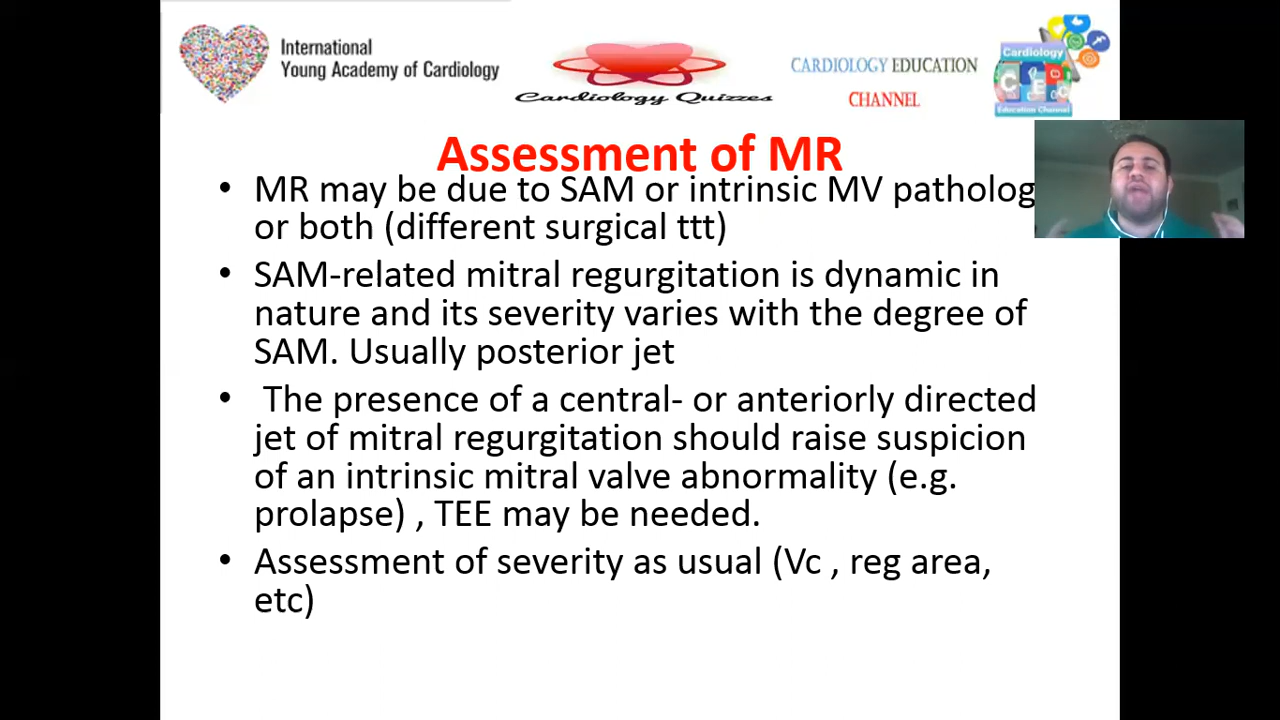 International
Young Academy of Cardiology
Cardiology Quizzes
CARDIOLOGY EDUCATION
CHANNEL
Cardiology
C E C
Education Channel
Assessment of MR
• MR may be due to SAM or intrinsic MV patholog
or both (different surgical ttt)
• SAM-related mitral regurgitation is dynamic in
nature and its severity varies with the degree of
SAM. Usually posterior jet
• The presence of a central- or anteriorly directed
jet of mitral regurgitation should raise suspicion
of an intrinsic mitral valve abnormality (e.g.
prolapse) , TEE may be needed.
• Assessment of severity as usual (Vc , reg area,
etc)